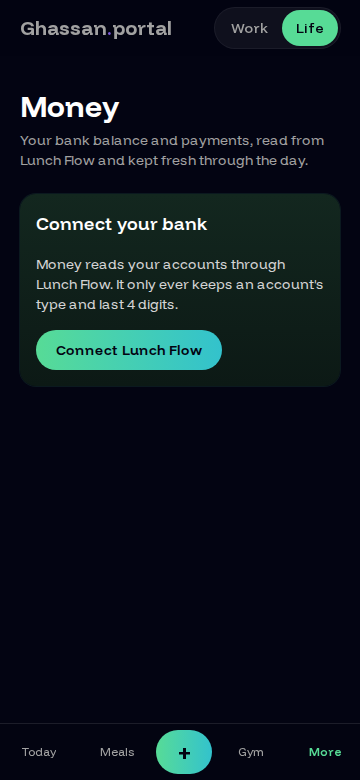 Ghassan.portal
Work
Life
Money
Your bank balance and payments, read from
Lunch Flow and kept fresh through the day.
Connect your bank
Money reads your accounts through
Lunch Flow. It only ever keeps an account's
type and last 4 digits.
Connect Lunch Flow
Today
Meals
+
Gym
More